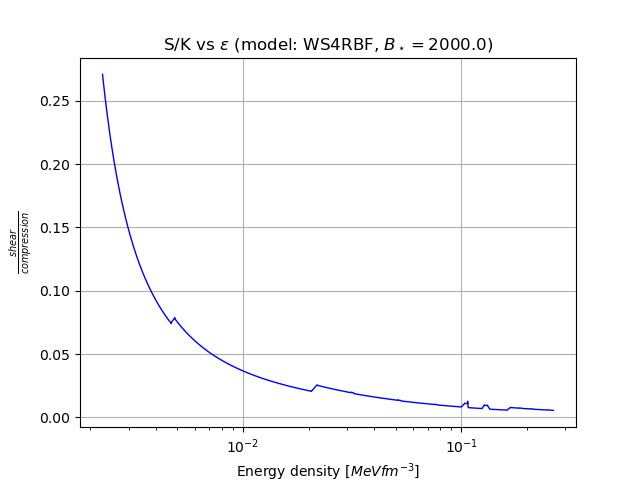 S/K vs ε (model: WS4RBF, B⋆ = 2000.0)
0.25
0.20
0.15
0.10
0.05
0.00
shear
compression
10⁻²
10⁻¹
Energy density [MeVfm⁻³]